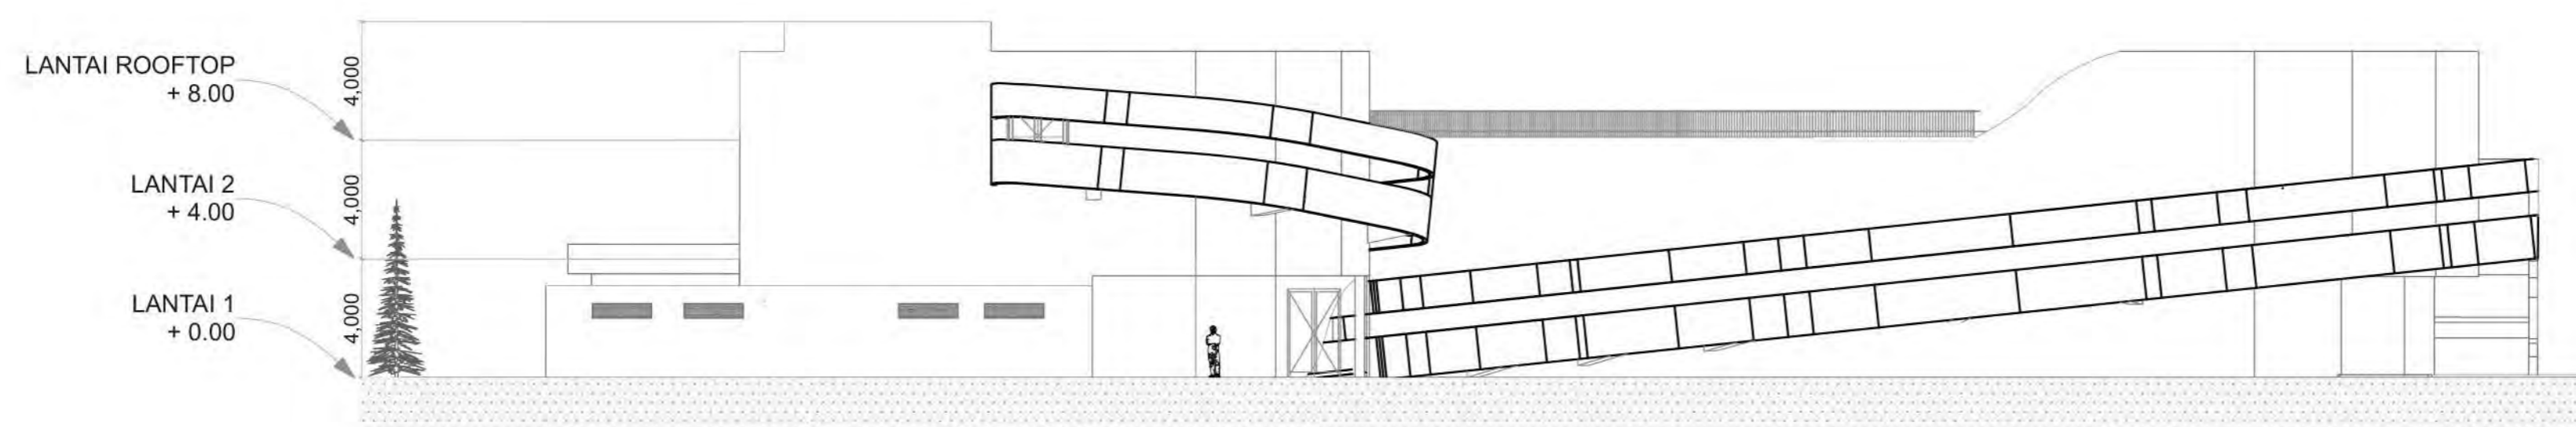 LANTAI ROOFTOP
+ 8.00
4,000
LANTAI 2
+ 4.00
4,000
LANTAI 1
+ 0.00
4,000